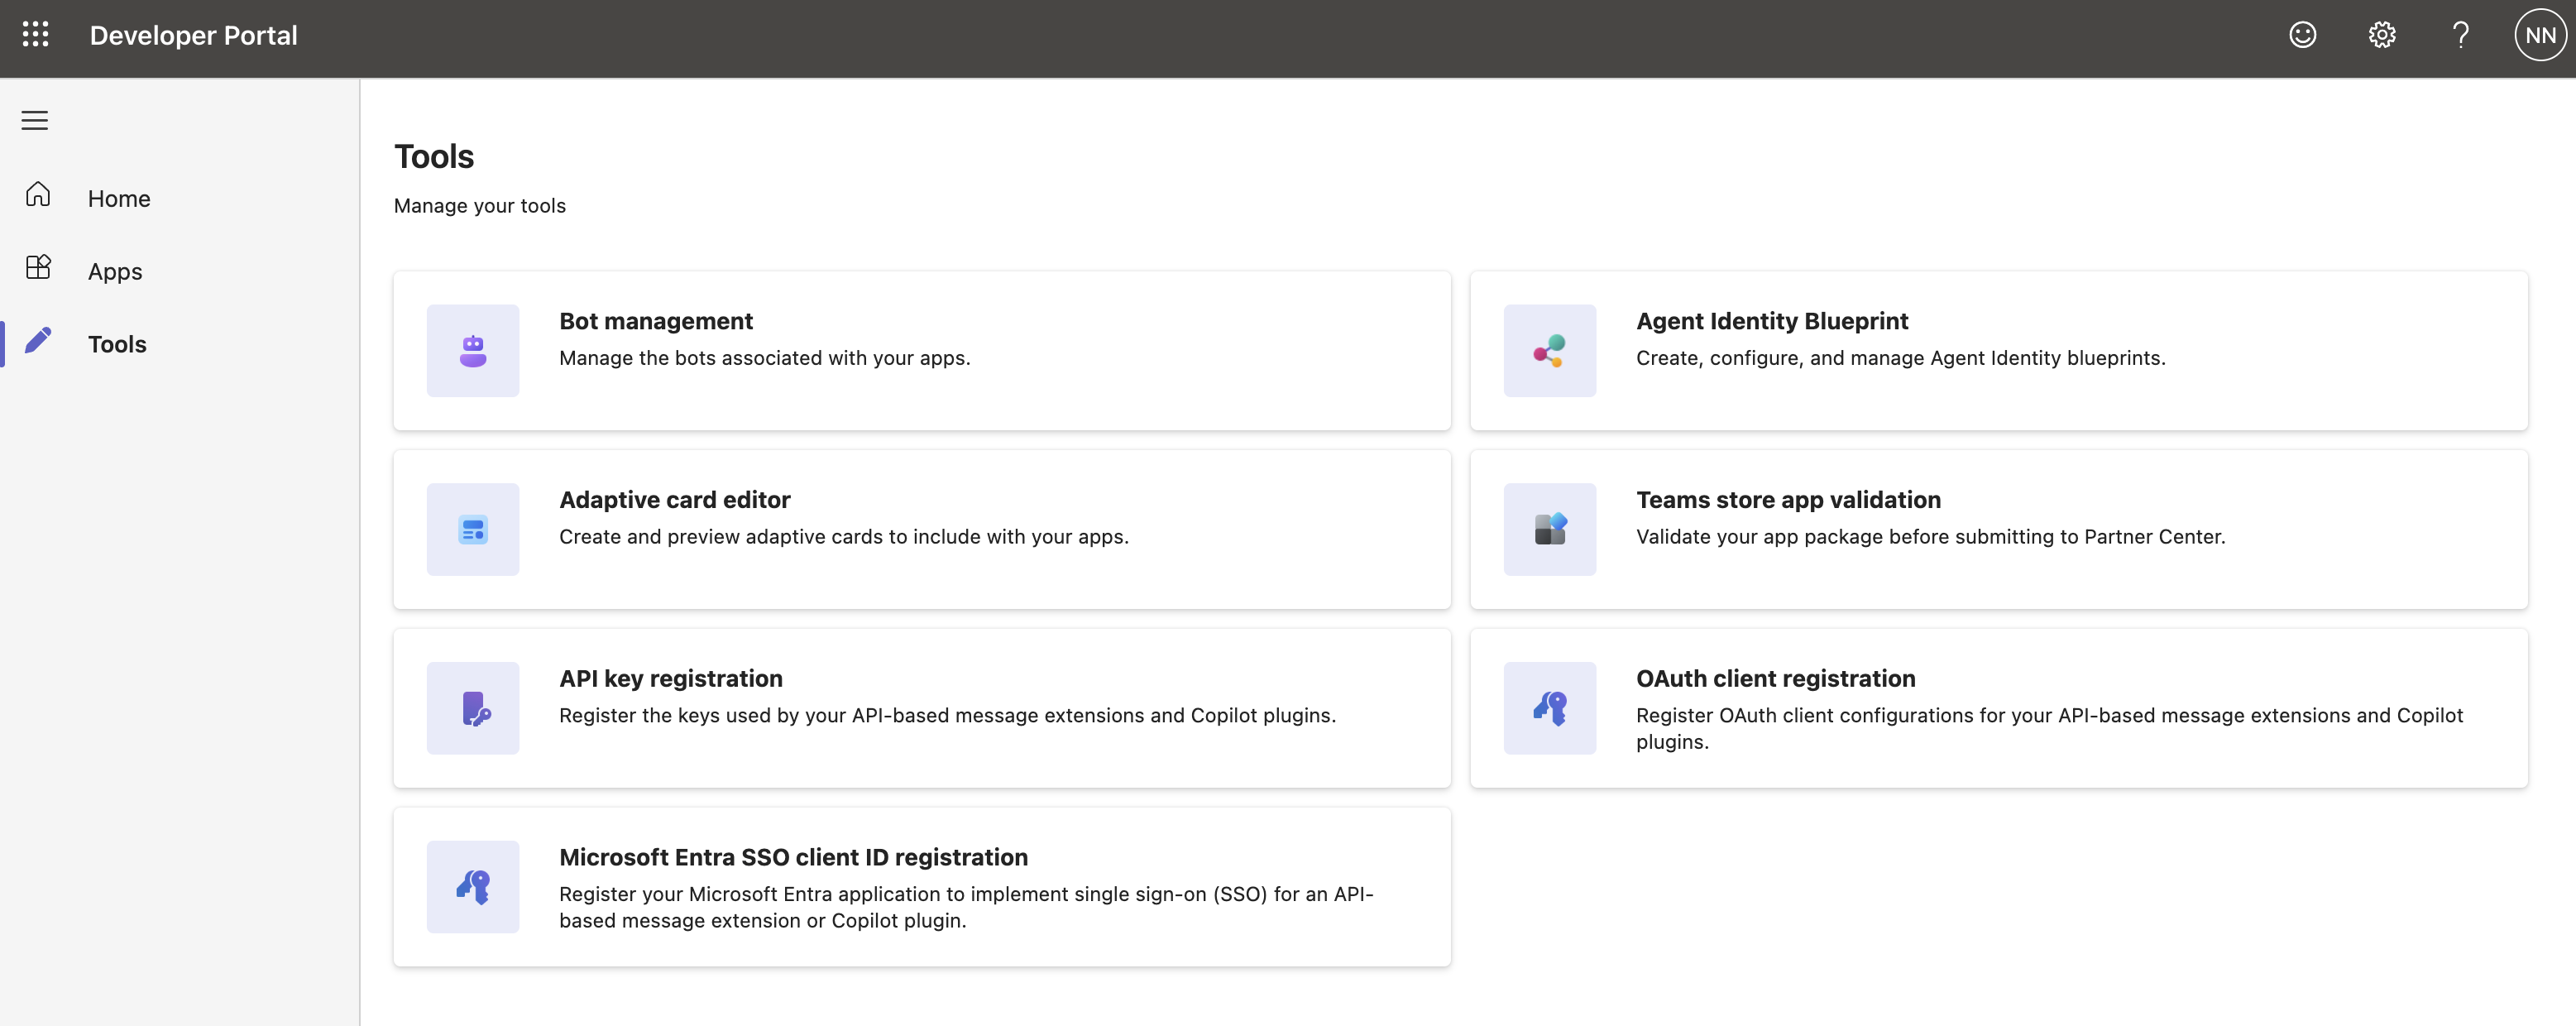 Developer Portal
NN
Home
Apps
Tools
Tools
Manage your tools
Bot management
Manage the bots associated with your apps.
Agent Identity Blueprint
Create, configure, and manage Agent Identity blueprints.
Adaptive card editor
Create and preview adaptive cards to include with your apps.
Teams store app validation
Validate your app package before submitting to Partner Center.
API key registration
Register the keys used by your API-based message extensions and Copilot plugins.
OAuth client registration
Register OAuth client configurations for your API-based message extensions and Copilot
plugins.
Microsoft Entra SSO client ID registration
Register your Microsoft Entra application to implement single sign-on (SSO) for an API-
based message extension or Copilot plugin.